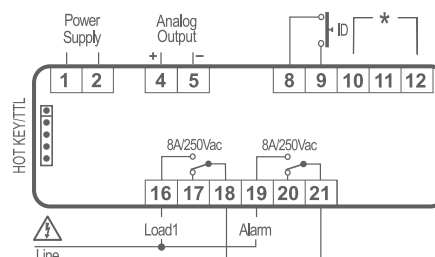 Power Supply
Analog Output
+ –
ID
*
1 2 4 5 8 9 10 11 12
HOT KEY/TTL
8A/250Vac 8A/250Vac
16 17 18 19 20 21
Load1 Alarm
Line